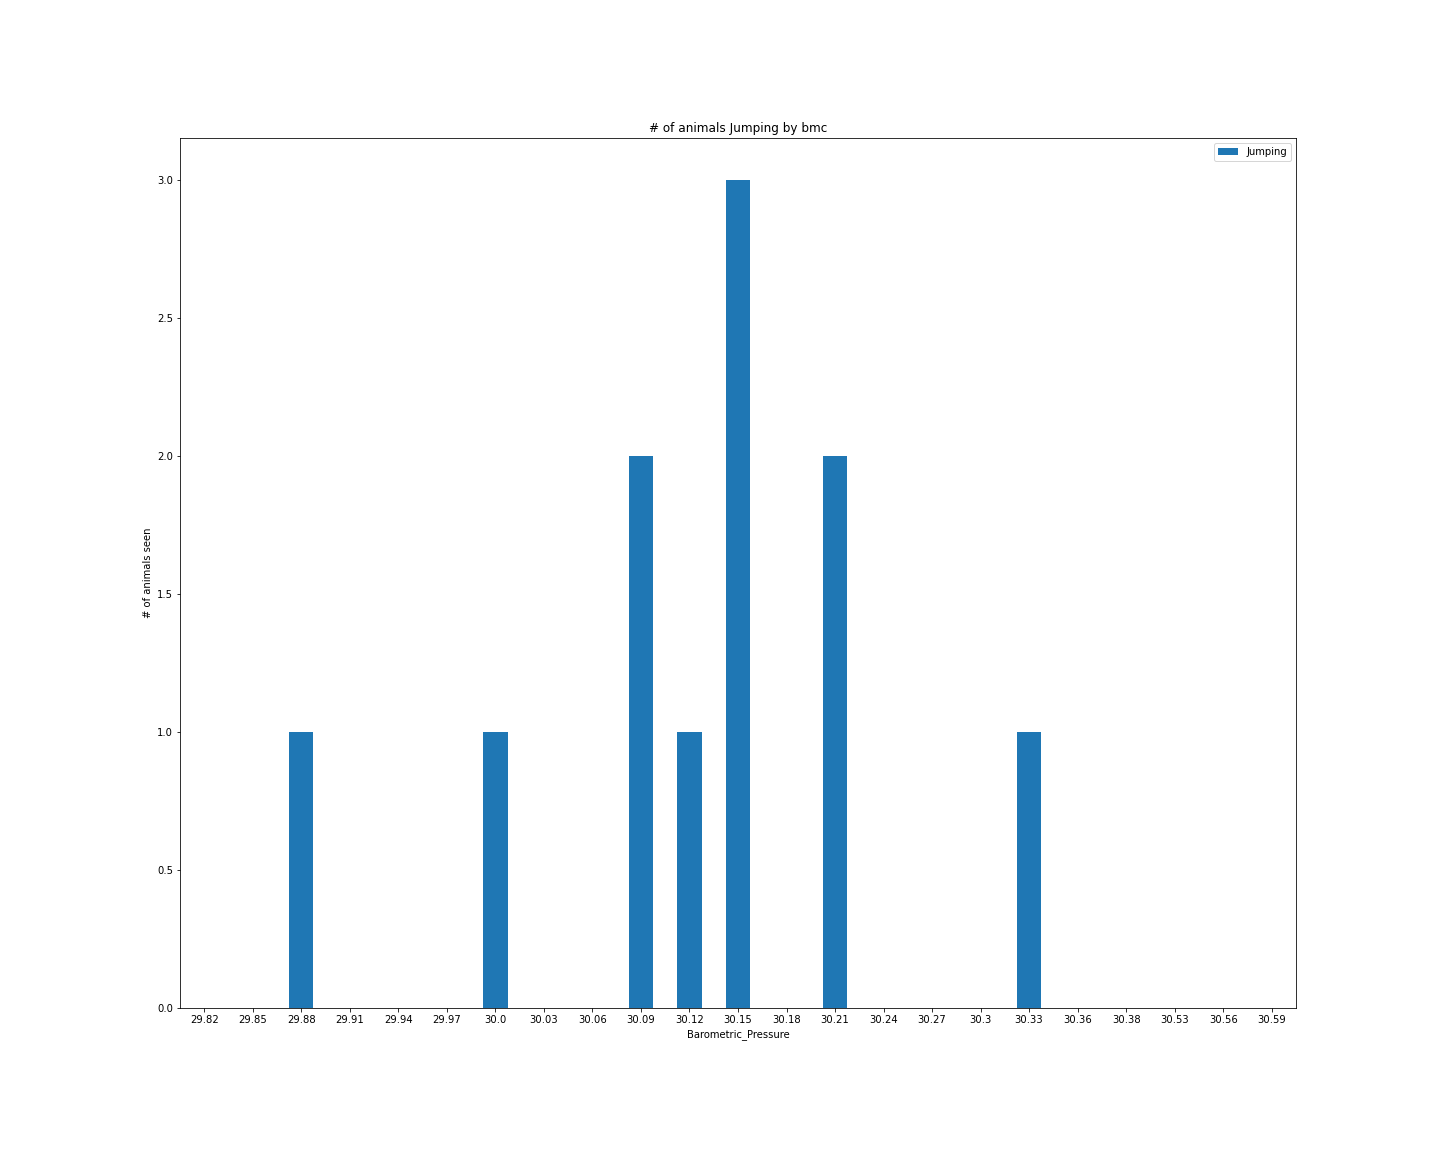 # of animals Jumping by bmc
Jumping
3.0
2.5
2.0
1.5
1.0
0.5
0.0
# of animals seen
29.82 29.85 29.88 29.91 29.94 29.97 30.0 30.03 30.06 30.09 30.12 30.15 30.18 30.21 30.24 30.27 30.3 30.33 30.36 30.38 30.53 30.56 30.59
Barometric_Pressure